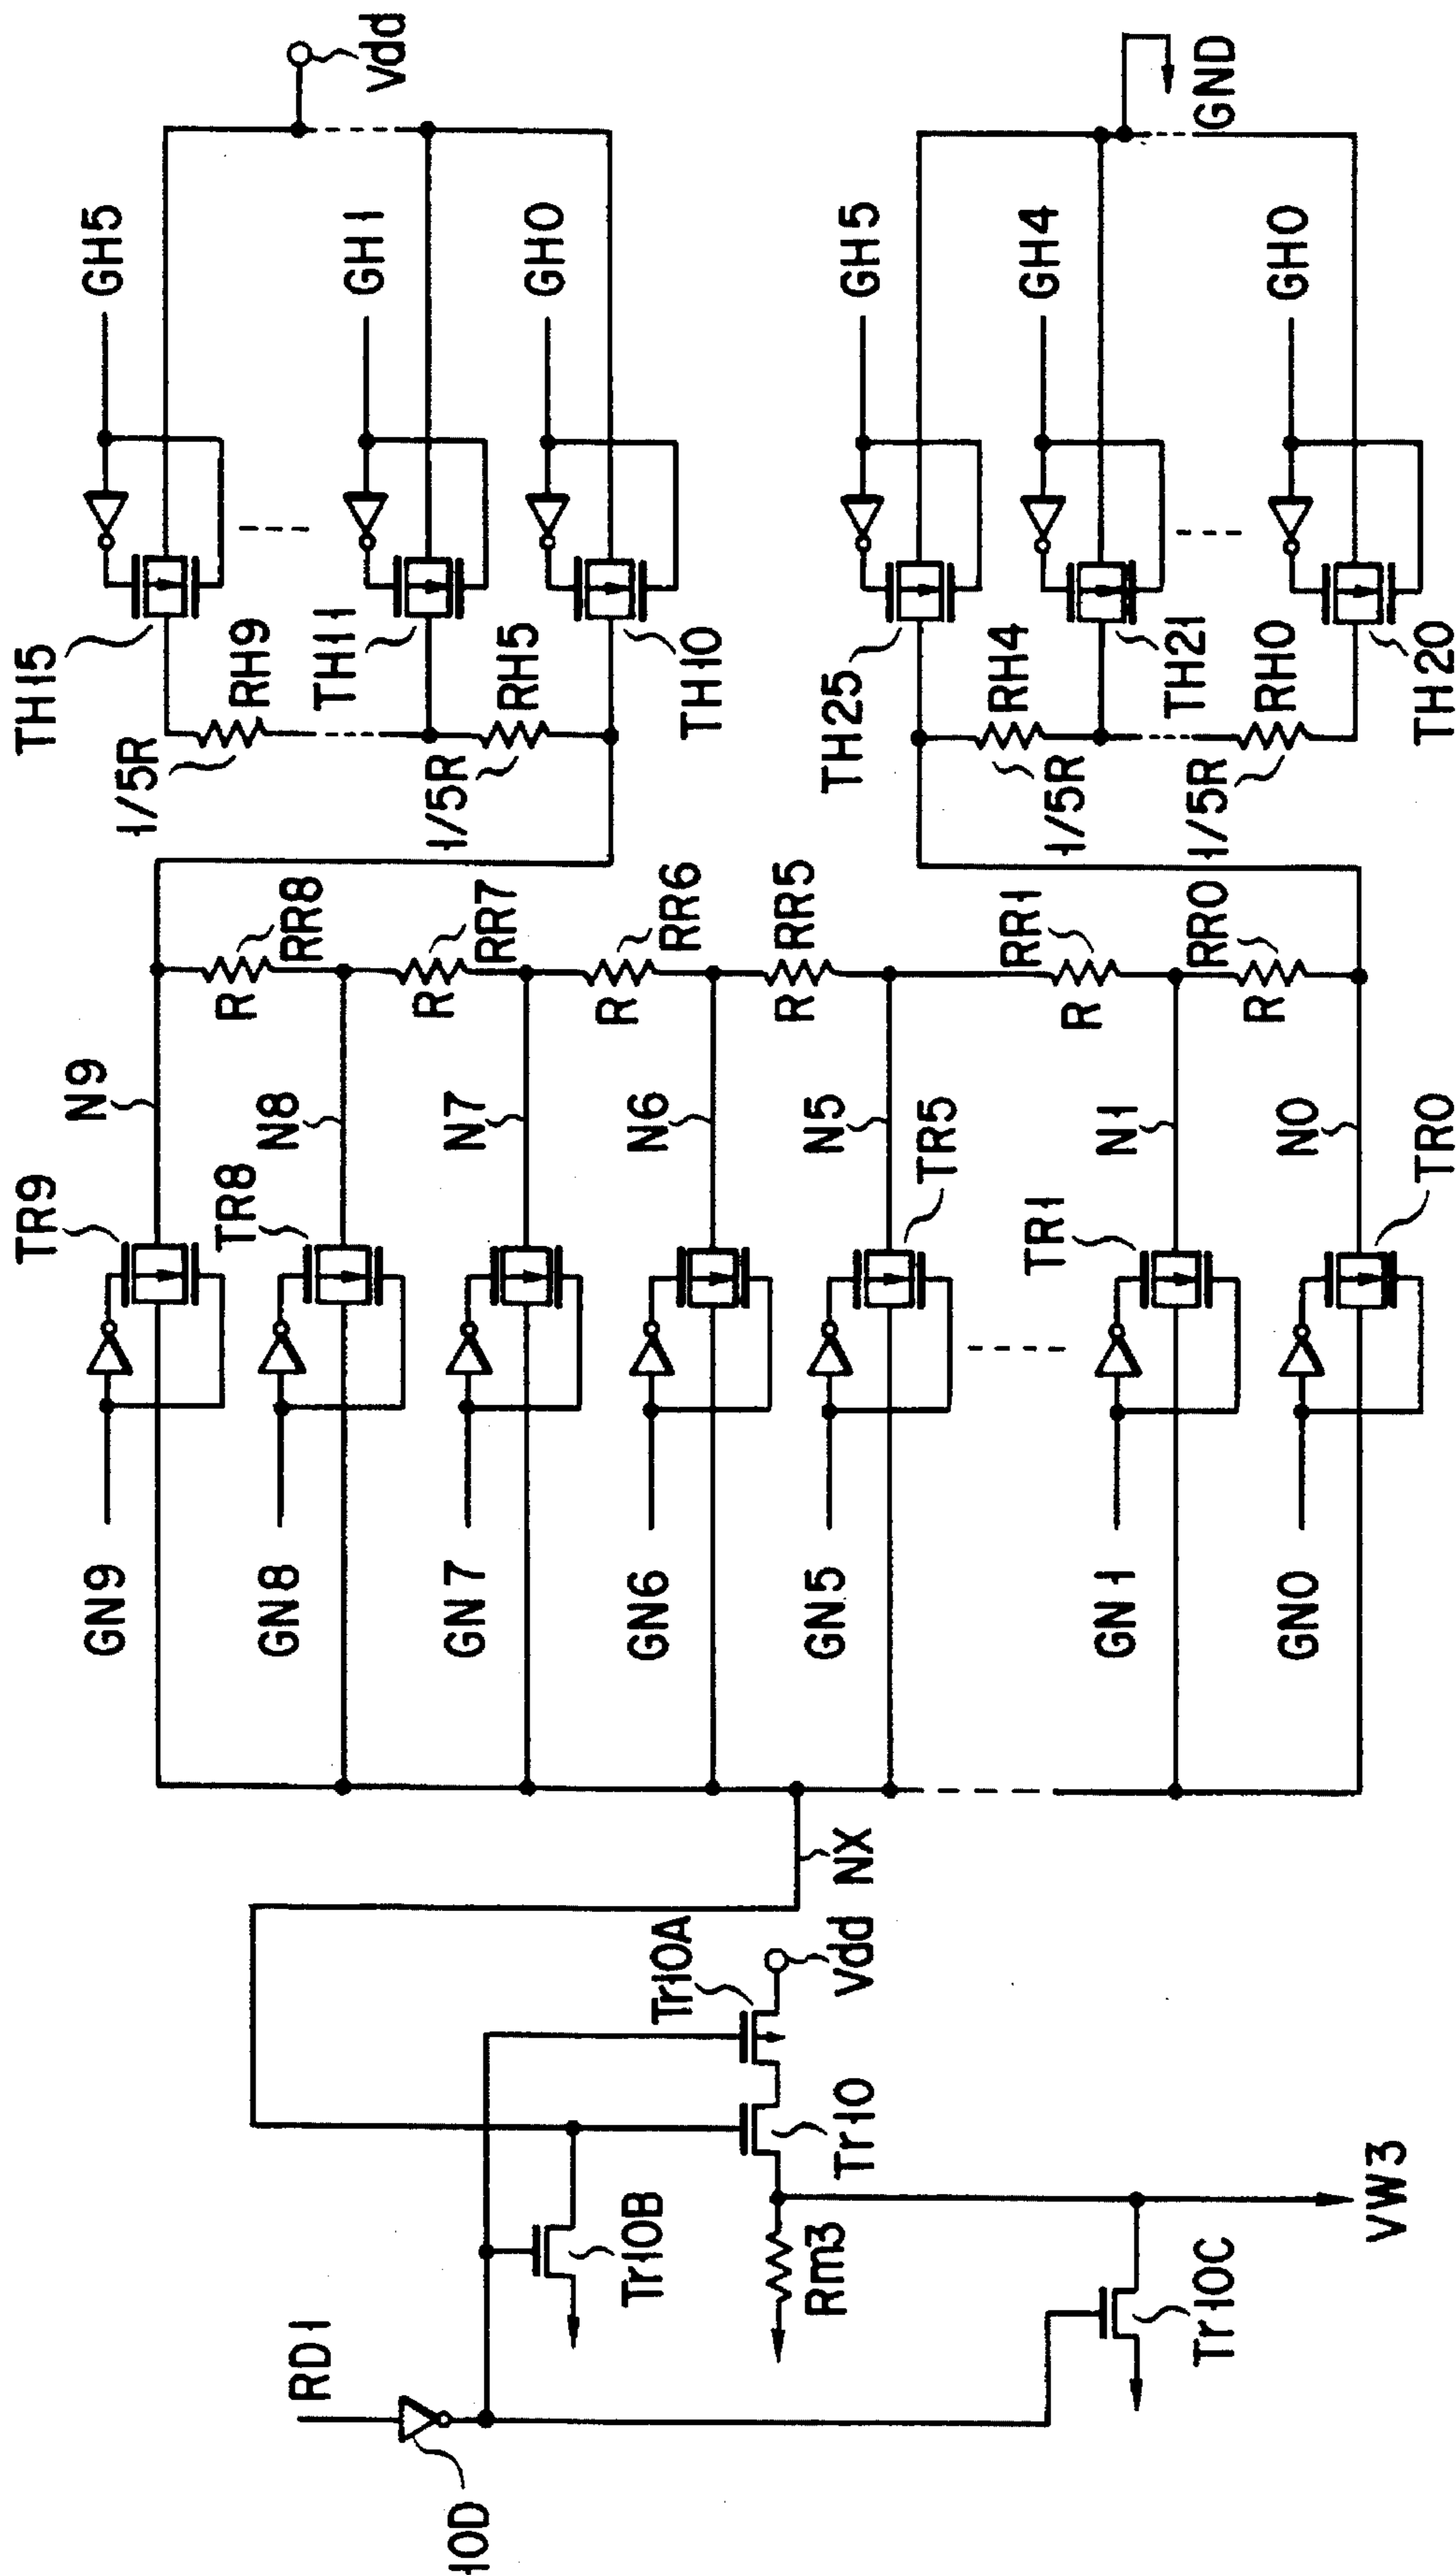 TH15
GH5
Vdd
1/5R
RH9
TH11
GH1
1/5R
RH5
GH0
TH10
TH25
GH5
GND
1/5R
RH4
GH4
TH21
1/5R
RH0
GH0
TH20
TR9
N9
R
RR8
GN9
TR8
N8
R
RR7
GN8
N7
R
RR6
GN7
N6
R
RR5
GN6
N5
TR5
GN5
R
RR1
TR1
N1
R
RR0
GN1
N0
TR0
GN0
NX
Vdd
Tr10A
Tr10
Tr10B
Rm3
RD1
10D
Tr10C
VW3